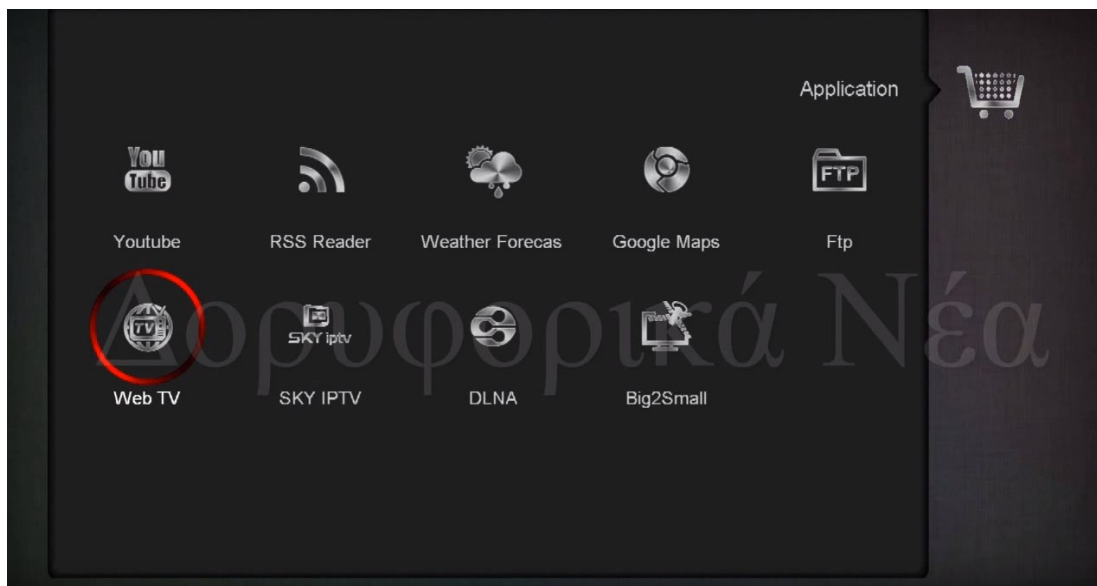 Application
You
Tube
FTP
Youtube
RSS Reader
Weather Forecas
Google Maps
Ftp
Δορυφορικά Νέα
TV
SKY iptv
Web TV
SKY IPTV
DLNA
Big2Small